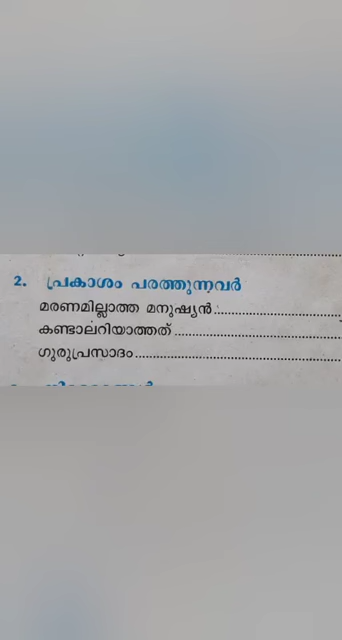 2. പ്രകാശം പരത്തുന്നവർ
മരണമില്ലാത്ത മനുഷ്യൻ
കണ്ടാലറിയാത്തത്
ഗുരുപ്രസാദം